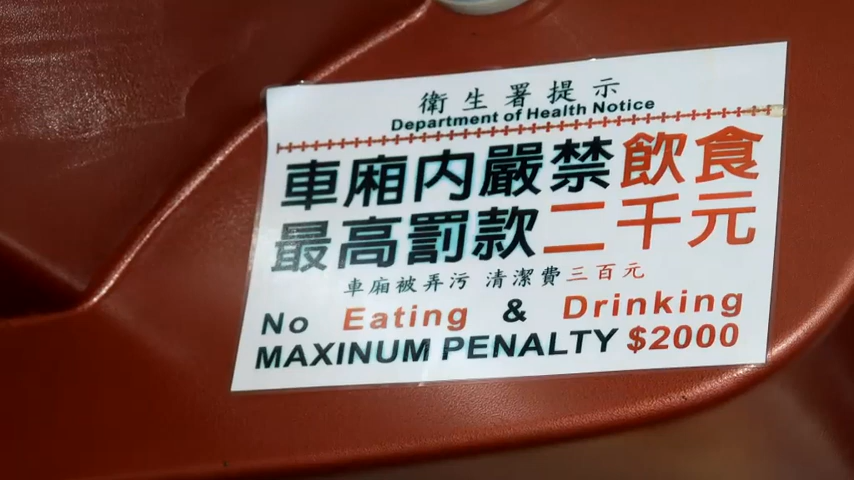 衛生署提示
Department of Health Notice
車廂内嚴禁飲食
最高罰款二千元
車廂被弄污 清潔費三百元
No Eating & Drinking
MAXINUM PENALTY $2000